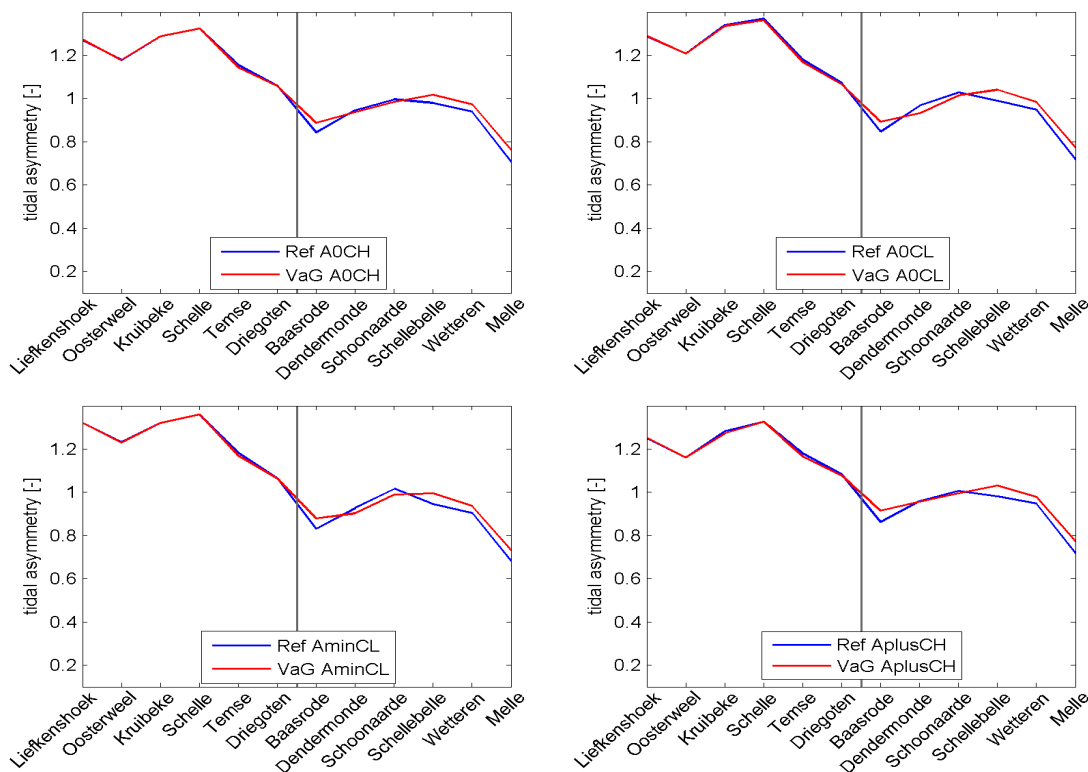 tidal asymmetry [-]
1.2
1
0.8
0.6
0.4
0.2
Ref A0CH
VaG A0CH
Liefkenshoek
Oosterweel
Kruibeke
Schelle
Temse
Driegoten
Baasrode
Dendermonde
Schoonaarde
Schellebelle
Wetteren
Melle
tidal asymmetry [-]
1.2
1
0.8
0.6
0.4
0.2
Ref A0CL
VaG A0CL
Liefkenshoek
Oosterweel
Kruibeke
Schelle
Temse
Driegoten
Baasrode
Dendermonde
Schoonaarde
Schellebelle
Wetteren
Melle
tidal asymmetry [-]
1.2
1
0.8
0.6
0.4
0.2
Ref AminCL
VaG AminCL
Liefkenshoek
Oosterweel
Kruibeke
Schelle
Temse
Driegoten
Baasrode
Dendermonde
Schoonaarde
Schellebelle
Wetteren
Melle
tidal asymmetry [-]
1.2
1
0.8
0.6
0.4
0.2
Ref AplusCH
VaG AplusCH
Liefkenshoek
Oosterweel
Kruibeke
Schelle
Temse
Driegoten
Baasrode
Dendermonde
Schoonaarde
Schellebelle
Wetteren
Melle